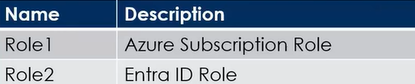 Name Description
Role1 Azure Subscription Role
Role2 Entra ID Role